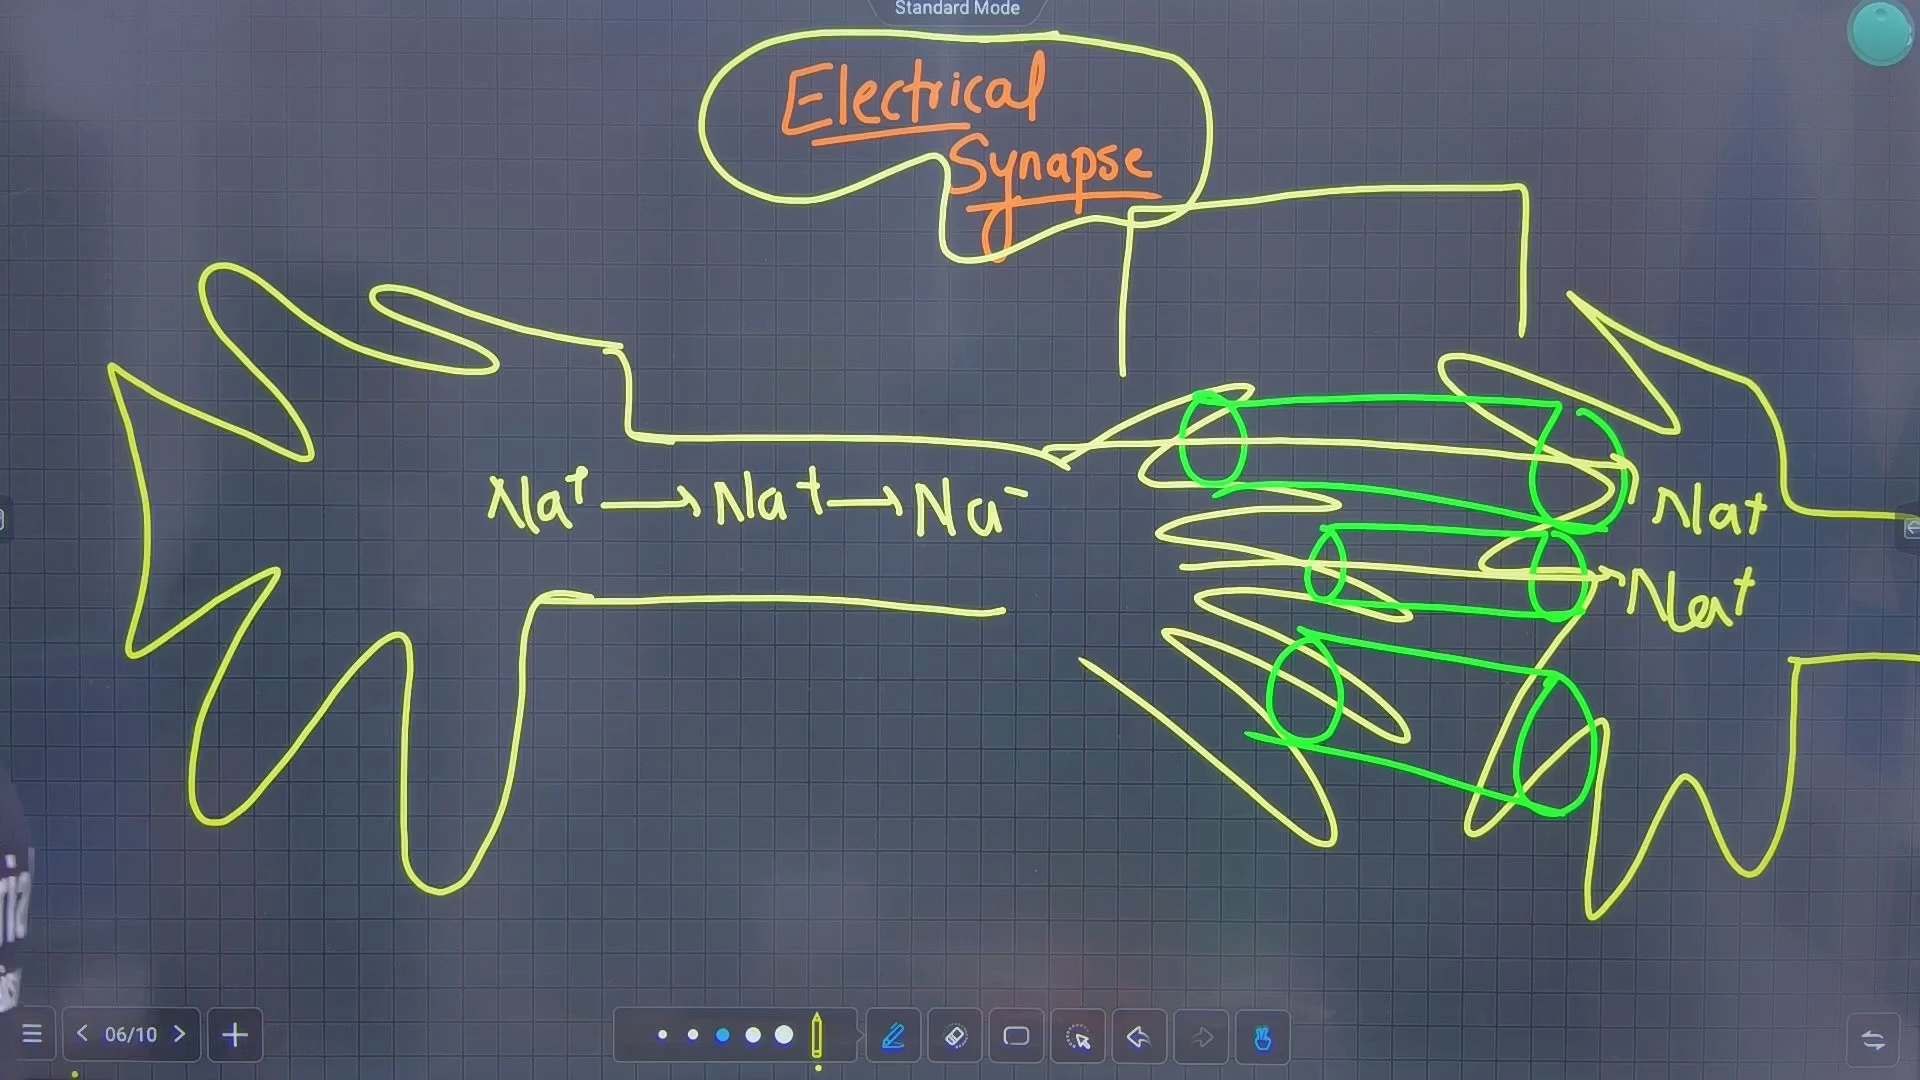 Standard Mode
Electrical
Synapse
Na⁺ → Na⁺ → Na⁻
Na⁺
→ Na⁺
06/10